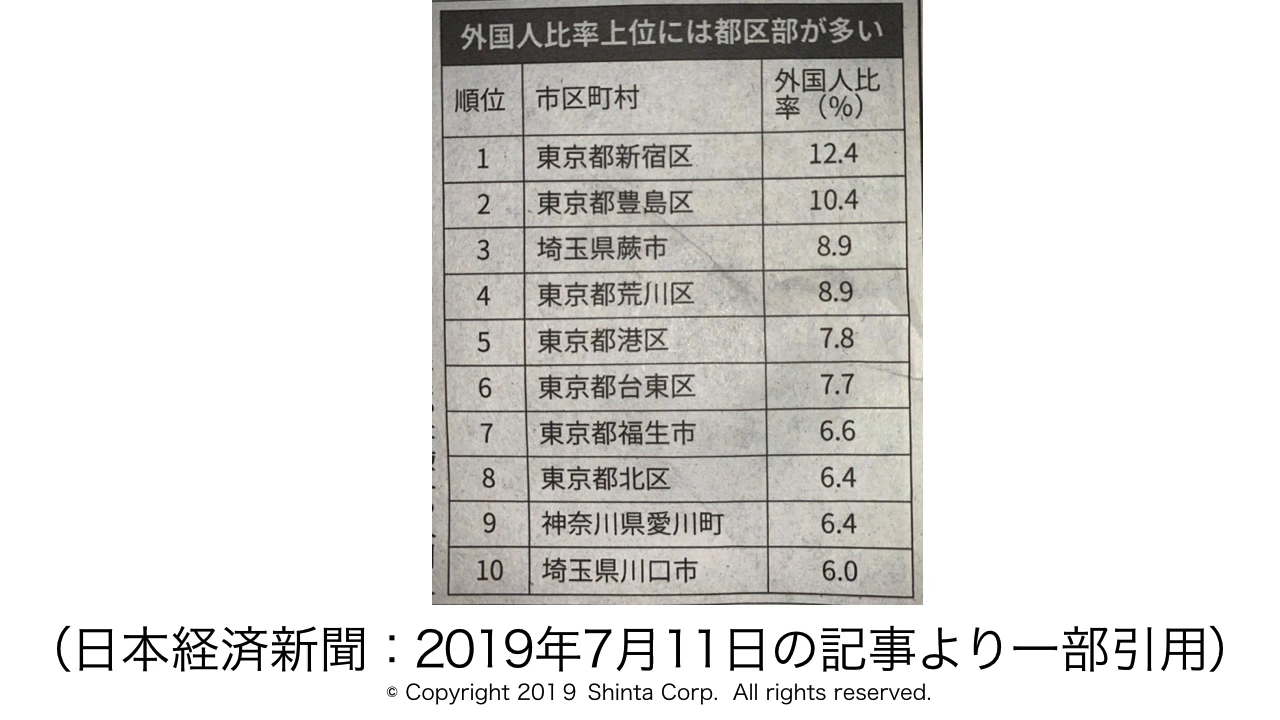 外国人比率上位には都区部が多い
順位 市区町村 外国人比率（%）
1 東京都新宿区 12.4
2 東京都豊島区 10.4
3 埼玉県蕨市 8.9
4 東京都荒川区 8.9
5 東京都港区 7.8
6 東京都台東区 7.7
7 東京都福生市 6.6
8 東京都北区 6.4
9 神奈川県愛川町 6.4
10 埼玉県川口市 6.0
（日本経済新聞：2019年7月11日の記事より一部引用）
© Copyright 2019 Shinta Corp. All rights reserved.